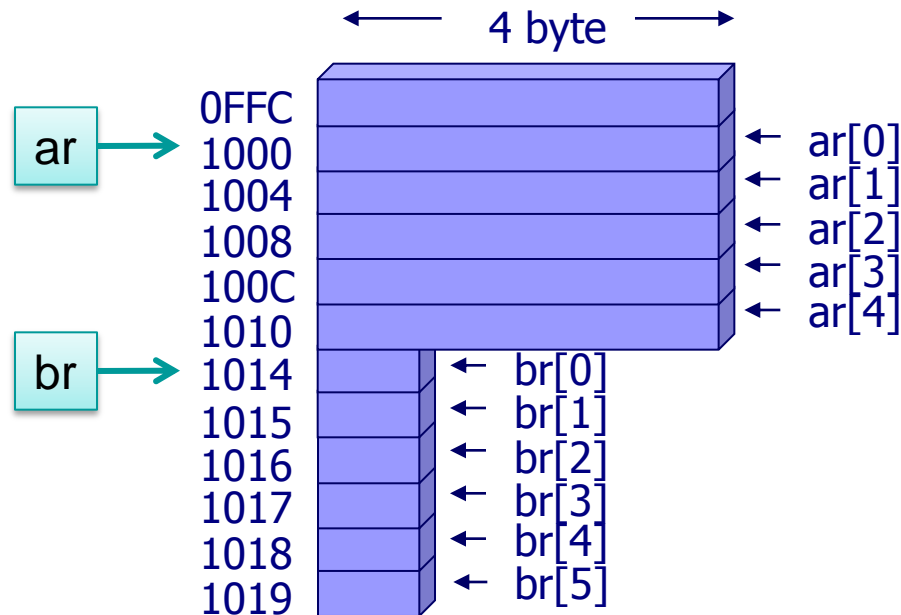 4 byte
0FFC
ar
1000
ar[0]
1004
ar[1]
1008
ar[2]
100C
ar[3]
1010
ar[4]
br
1014
br[0]
1015
br[1]
1016
br[2]
1017
br[3]
1018
br[4]
1019
br[5]